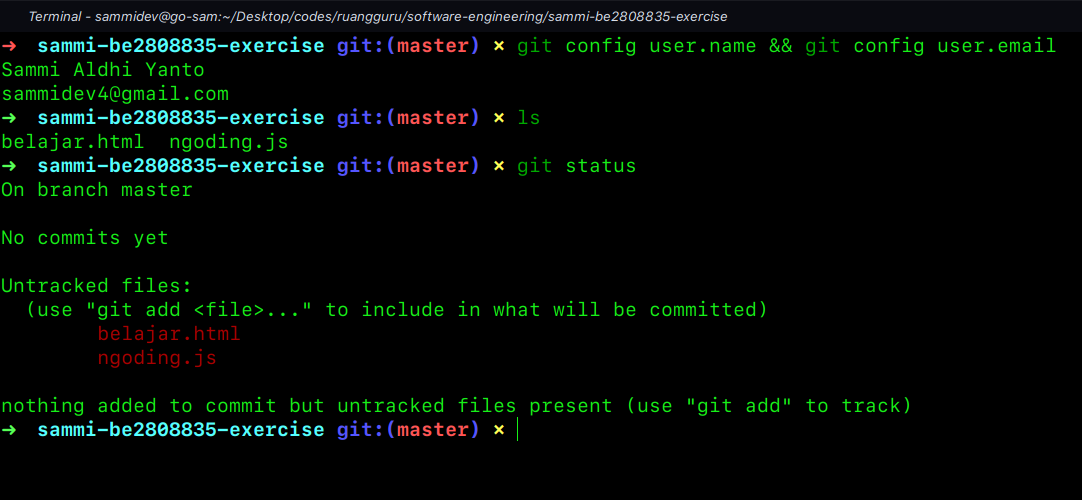 Terminal - sammidev@go-sam:~/Desktop/codes/ruangguru/software-engineering/sammi-be2808835-exercise
➜  sammi-be2808835-exercise git:(master) × git config user.name && git config user.email
Sammi Aldhi Yanto
sammidev4@gmail.com
➜  sammi-be2808835-exercise git:(master) × ls
belajar.html  ngoding.js
➜  sammi-be2808835-exercise git:(master) × git status
On branch master
No commits yet
Untracked files:
  (use "git add <file>..." to include in what will be committed)
        belajar.html
        ngoding.js
nothing added to commit but untracked files present (use "git add" to track)
➜  sammi-be2808835-exercise git:(master) ×